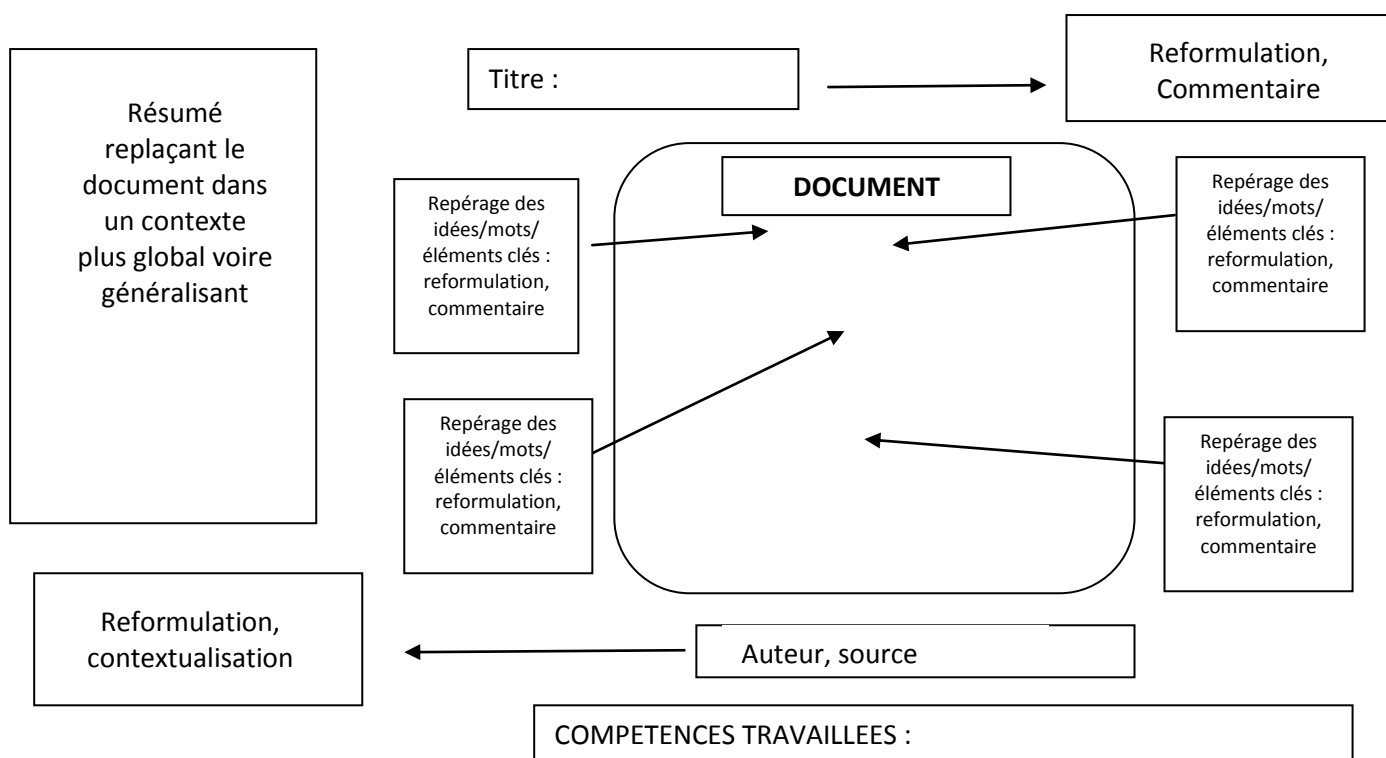 Résumé
replaçant le
document dans
un contexte
plus global voire
généralisant
Titre :
Reformulation,
Commentaire
Repérage des
idées/mots/
éléments clés :
reformulation,
commentaire
DOCUMENT
Repérage des
idées/mots/
éléments clés :
reformulation,
commentaire
Repérage des
idées/mots/
éléments clés :
reformulation,
commentaire
Repérage des
idées/mots/
éléments clés :
reformulation,
commentaire
Reformulation,
contextualisation
Auteur, source
COMPETENCES TRAVAILLEES :